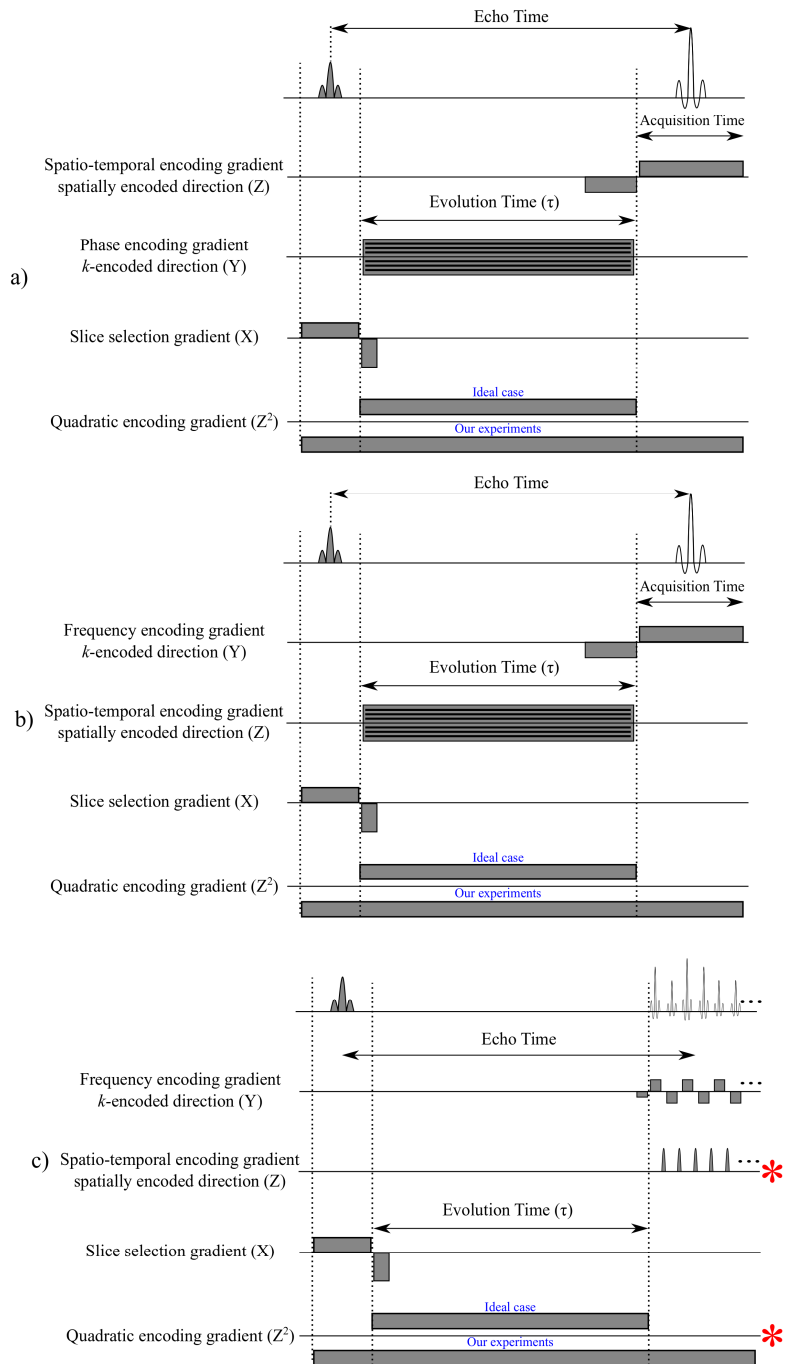 Echo Time
Acquisition Time
Spatio-temporal encoding gradient
spatially encoded direction (Z)
Evolution Time (τ)
Phase encoding gradient
k-encoded direction (Y)
a)
Slice selection gradient (X)
Ideal case
Quadratic encoding gradient (Z²)
Our experiments
Echo Time
Acquisition Time
Frequency encoding gradient
k-encoded direction (Y)
Evolution Time (τ)
b)
Spatio-temporal encoding gradient
spatially encoded direction (Z)
Slice selection gradient (X)
Ideal case
Quadratic encoding gradient (Z²)
Our experiments
Echo Time
Frequency encoding gradient
k-encoded direction (Y)
c)
Spatio-temporal encoding gradient
spatially encoded direction (Z)
*
Evolution Time (τ)
Slice selection gradient (X)
Ideal case
Quadratic encoding gradient (Z²)
*
Our experiments